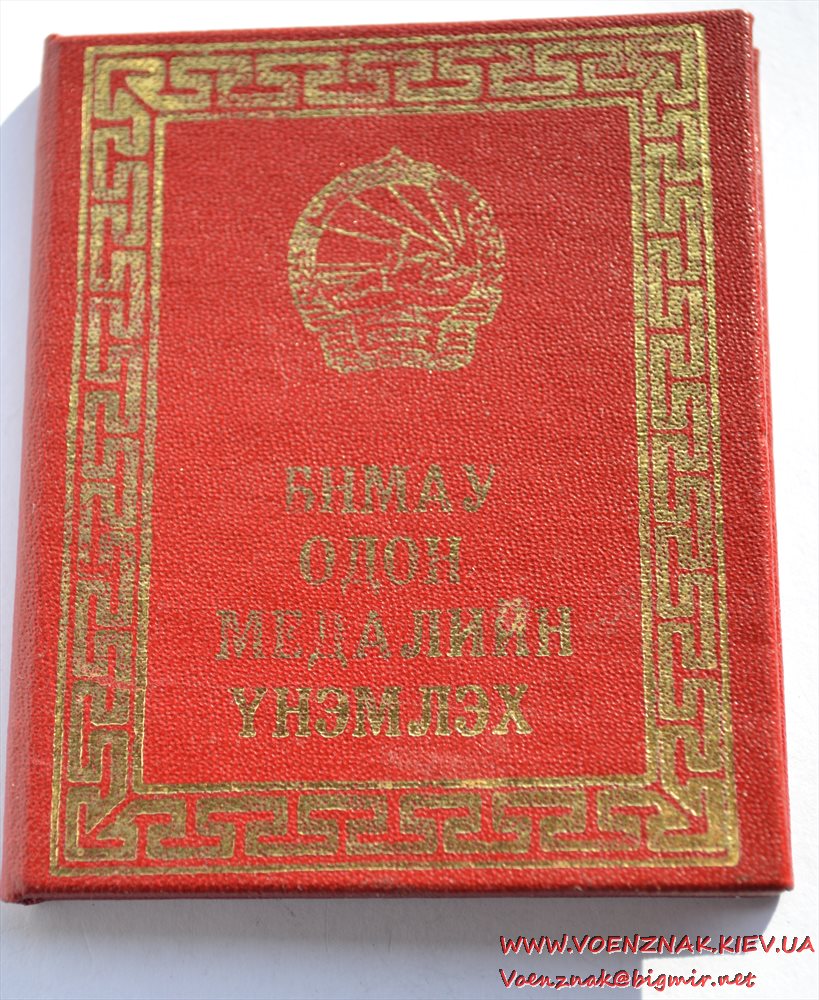 БНМАУ
ОДОН
МЕДАЛИЙН
ҮНЭМЛЭХ
WWW.VOENZNAK.KIEV.UA
Voenznak@bigmir.net